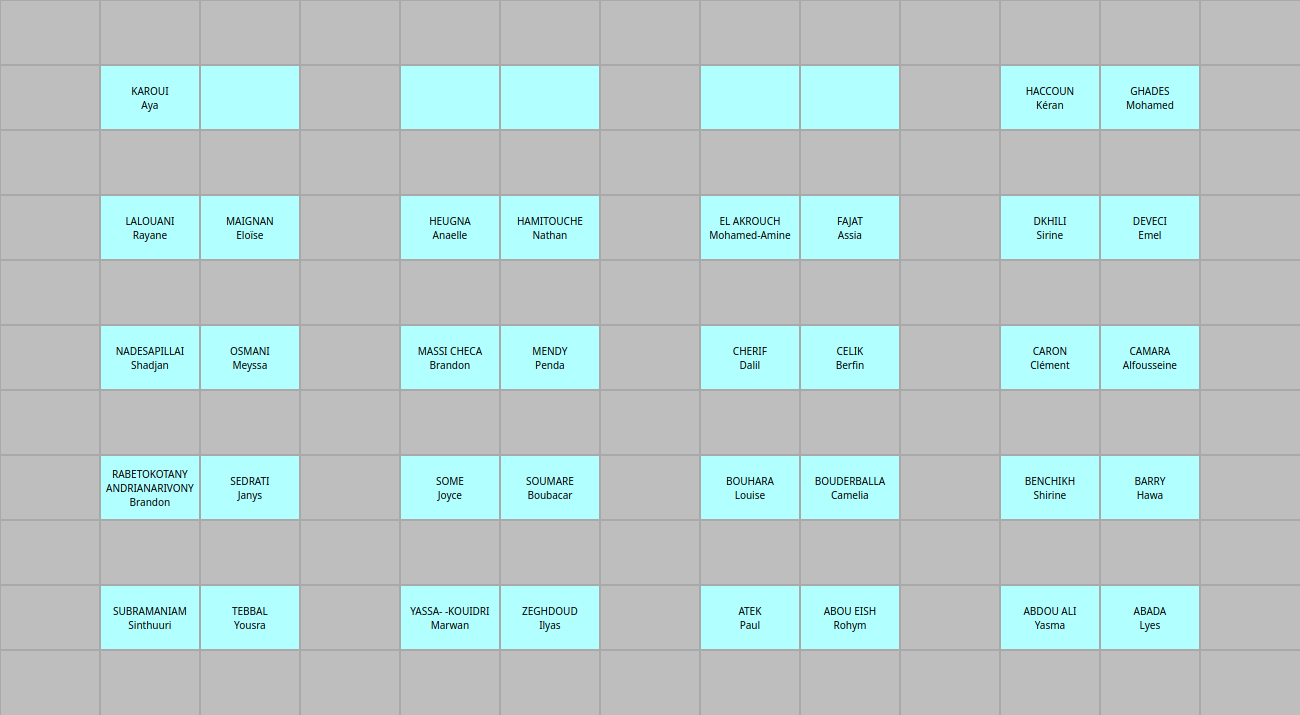 KAROUI
Aya
HACCOUN
Kéran
GHADES
Mohamed
LALOUANI
Rayane
MAIGNAN
Eloïse
HEUGNA
Anaelle
HAMITOUCHE
Nathan
EL AKROUCH
Mohamed-Amine
FAJAT
Assia
DKHILI
Sirine
DEVECI
Emel
NADESAPILLAI
Shadjan
OSMANI
Meyssa
MASSI CHECA
Brandon
MENDY
Penda
CHERIF
Dalil
CELIK
Berfin
CARON
Clément
CAMARA
Alfousseine
RABETOKOTANY
ANDRIANARIVONY
Brandon
SEDRATI
Janys
SOME
Joyce
SOUMARE
Boubacar
BOUHARA
Louise
BOUDERBALLA
Camelia
BENCHIKH
Shirine
BARRY
Hawa
SUBRAMANIAM
Sinthuuri
TEBBAL
Yousra
YASSA- -KOUIDRI
Marwan
ZEGHDOUD
Ilyas
ATEK
Paul
ABOU EISH
Rohym
ABDOU ALI
Yasma
ABADA
Lyes